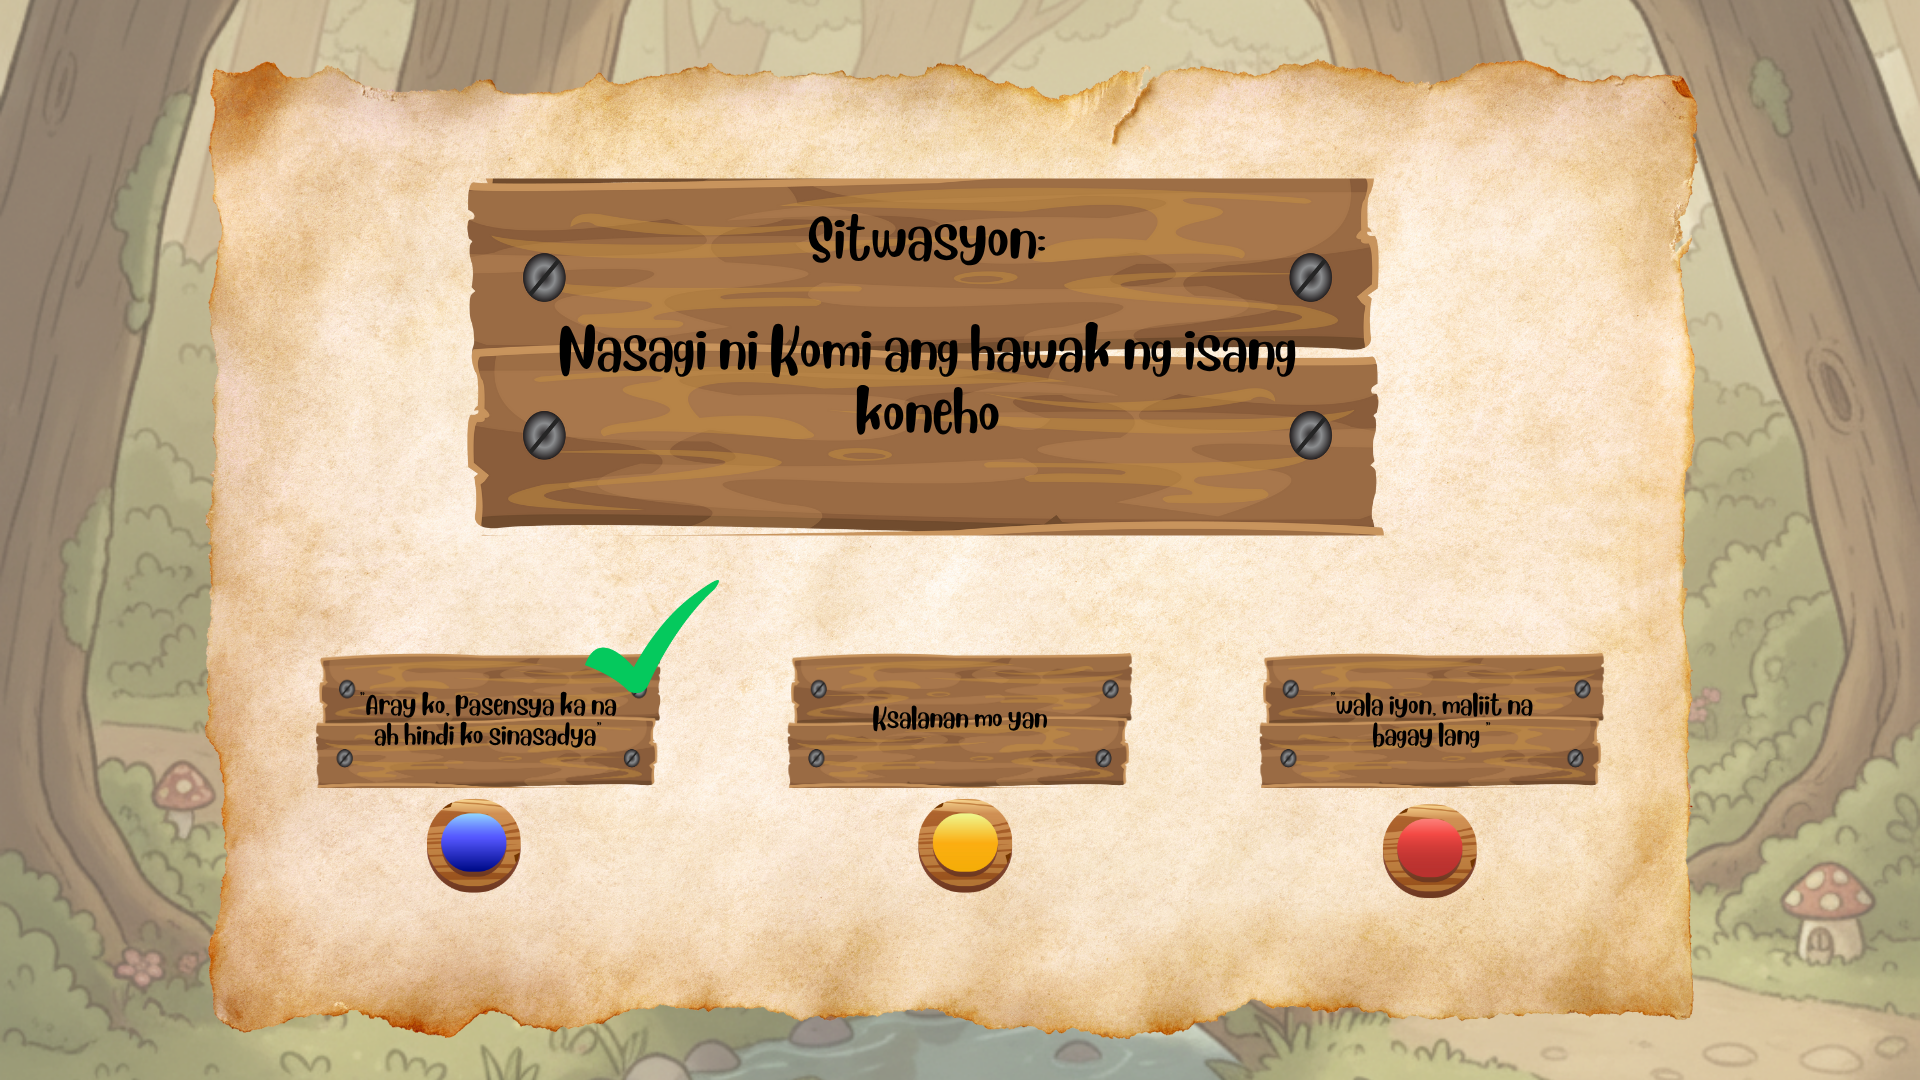 Sitwasyon:
Nasagi ni Komi ang hawak ng isang
koneho
"Aray ko, Pasensya ka na
ah hindi ko sinasadya"
Ksalanan mo yan
"wala iyon, maliit na
bagay lang "